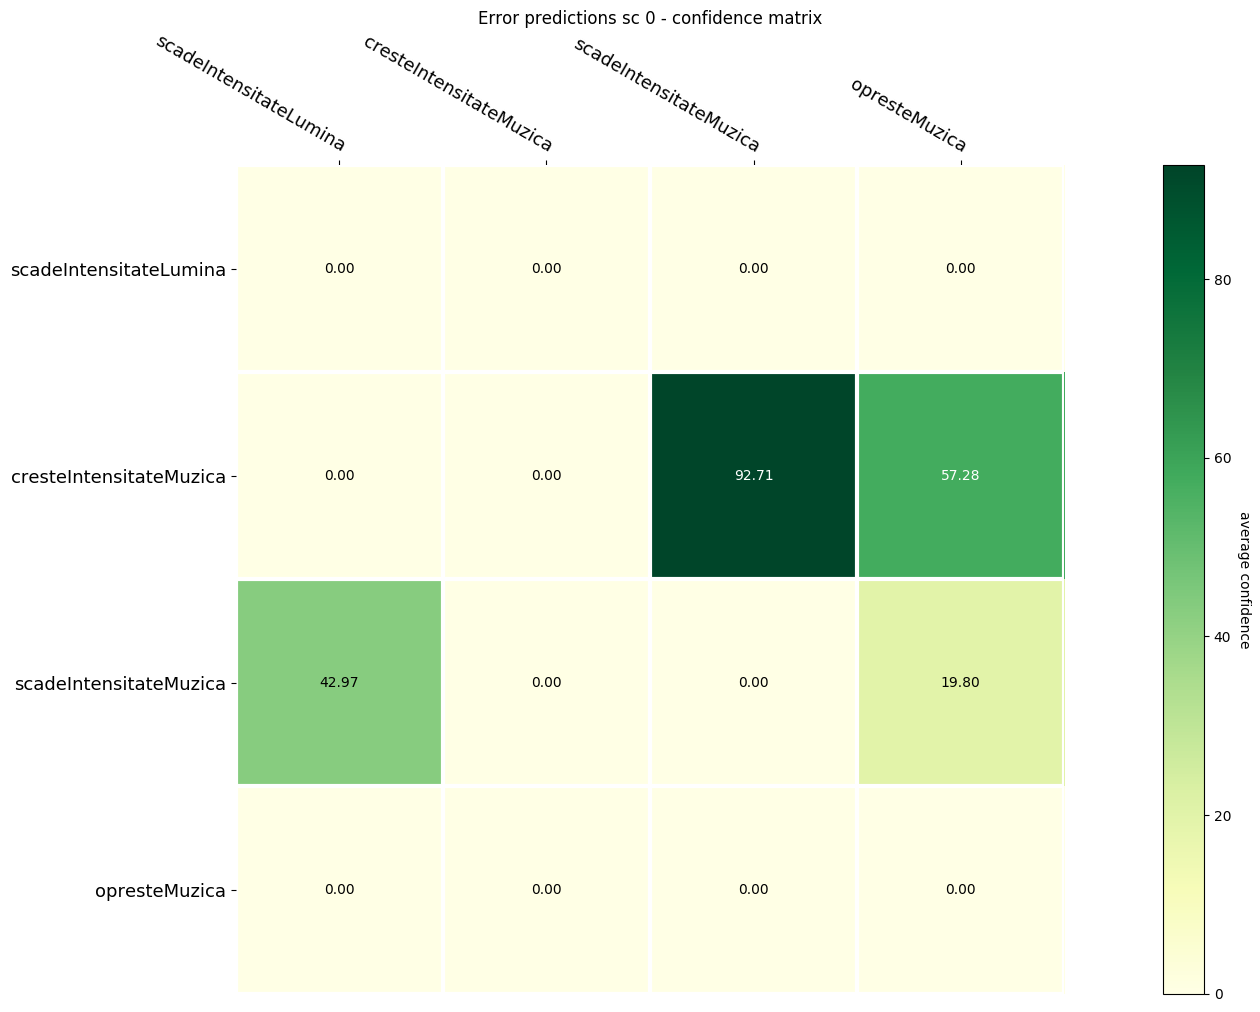 Error predictions sc 0 - confidence matrix
scadeIntensitateLumina
cresteIntensitateMuzica
scadeIntensitateMuzica
opresteMuzica
scadeIntensitateLumina 0.00 0.00 0.00 0.00
cresteIntensitateMuzica 0.00 0.00 92.71 57.28
scadeIntensitateMuzica 42.97 0.00 0.00 19.80
opresteMuzica 0.00 0.00 0.00 0.00
80
60
40
20
0
average confidence